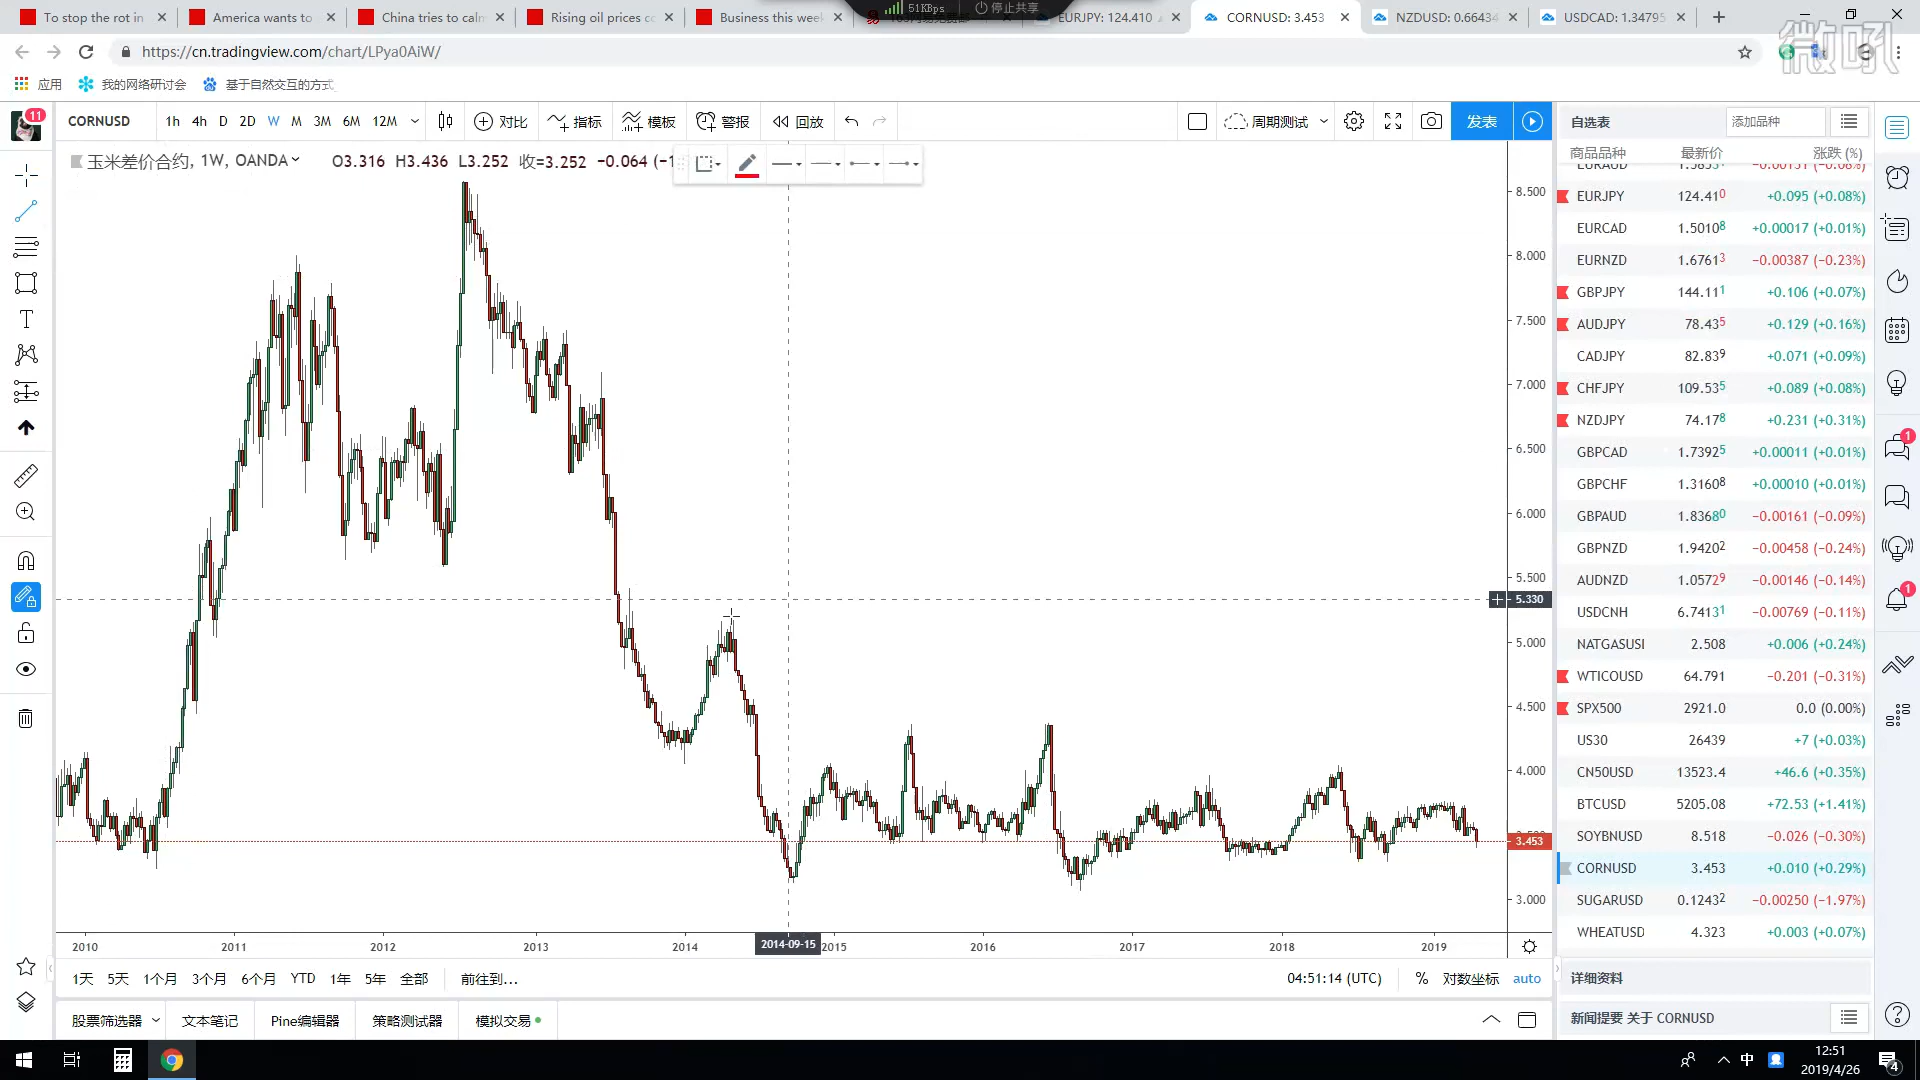 To stop the rot in
America wants to
China tries to calm
Rising oil prices co
Business this week
51KBps
停止共享
EURJPY: 124.410
CORNUSD: 3.453
NZDUSD: 0.66434
USDCAD: 1.34795
微吼
https://cn.tradingview.com/chart/LPya0AiW/
应用
我的网络研讨会
基于自然交互的方式
11
CORNUSD
1h 4h D 2D W M 3M 6M 12M
对比
指标
模板
警报
回放
周期测试
发表
自选表
添加品种
玉米差价合约, 1W, OANDA
O3.316 H3.436 L3.252 收=3.252 −0.064
商品品种 最新价 涨跌 (%)
EURJPY 124.410 +0.095 (+0.08%)
EURCAD 1.50108 +0.00017 (+0.01%)
EURNZD 1.67613 −0.00387 (−0.23%)
GBPJPY 144.111 +0.106 (+0.07%)
AUDJPY 78.435 +0.129 (+0.16%)
CADJPY 82.839 +0.071 (+0.09%)
CHFJPY 109.535 +0.089 (+0.08%)
NZDJPY 74.178 +0.231 (+0.31%)
GBPCAD 1.73925 +0.00011 (+0.01%)
GBPCHF 1.31608 +0.00010 (+0.01%)
GBPAUD 1.83680 −0.00161 (−0.09%)
GBPNZD 1.94202 −0.00458 (−0.24%)
AUDNZD 1.05729 −0.00146 (−0.14%)
USDCNH 6.74131 −0.00769 (−0.11%)
NATGASUSD 2.508 +0.006 (+0.24%)
WTICOUSD 64.791 −0.201 (−0.31%)
SPX500 2921.0 0.0 (0.00%)
US30 26439 +7 (+0.03%)
CN50USD 13523.4 +46.6 (+0.35%)
BTCUSD 5205.08 +72.53 (+1.41%)
SOYBNUSD 8.518 −0.026 (−0.30%)
CORNUSD 3.453 +0.010 (+0.29%)
SUGARUSD 0.12432 −0.00250 (−1.97%)
WHEATUSD 4.323 +0.003 (+0.07%)
8.500
8.000
7.500
7.000
6.500
6.000
5.500
5.330
5.000
4.500
4.000
3.453
3.000
2010 2011 2012 2013 2014 2014-09-15 2015 2016 2017 2018 2019
1天 5天 1个月 3个月 6个月 YTD 1年 5年 全部 前往到...
04:51:14 (UTC) % 对数坐标 auto
详细资料
股票筛选器 文本笔记 Pine编辑器 策略测试器 模拟交易
新闻提要 关于 CORNUSD
1
1
中
12:51
2019/4/26
4